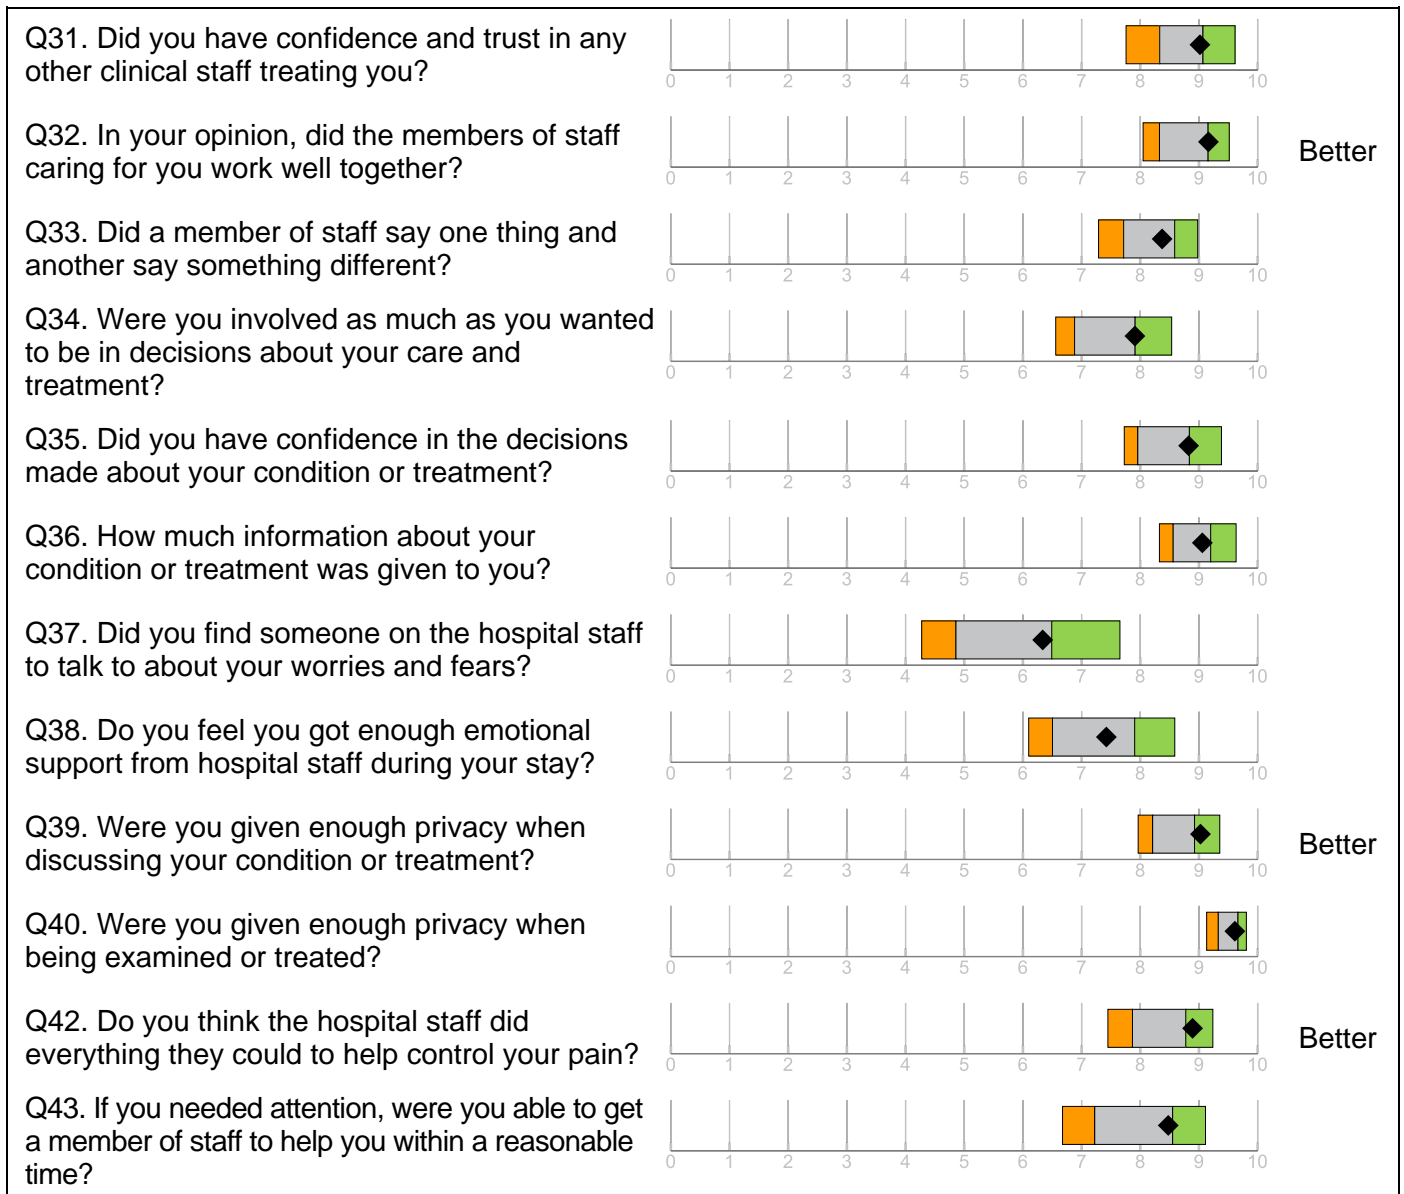 Q31. Did you have confidence and trust in any
other clinical staff treating you?
0 1 2 3 4 5 6 7 8 9 10
Q32. In your opinion, did the members of staff
caring for you work well together?
0 1 2 3 4 5 6 7 8 9 10
Better
Q33. Did a member of staff say one thing and
another say something different?
0 1 2 3 4 5 6 7 8 9 10
Q34. Were you involved as much as you wanted
to be in decisions about your care and
treatment?
0 1 2 3 4 5 6 7 8 9 10
Q35. Did you have confidence in the decisions
made about your condition or treatment?
0 1 2 3 4 5 6 7 8 9 10
Q36. How much information about your
condition or treatment was given to you?
0 1 2 3 4 5 6 7 8 9 10
Q37. Did you find someone on the hospital staff
to talk to about your worries and fears?
0 1 2 3 4 5 6 7 8 9 10
Q38. Do you feel you got enough emotional
support from hospital staff during your stay?
0 1 2 3 4 5 6 7 8 9 10
Q39. Were you given enough privacy when
discussing your condition or treatment?
0 1 2 3 4 5 6 7 8 9 10
Better
Q40. Were you given enough privacy when
being examined or treated?
0 1 2 3 4 5 6 7 8 9 10
Q42. Do you think the hospital staff did
everything they could to help control your pain?
0 1 2 3 4 5 6 7 8 9 10
Better
Q43. If you needed attention, were you able to get
a member of staff to help you within a reasonable
time?
0 1 2 3 4 5 6 7 8 9 10